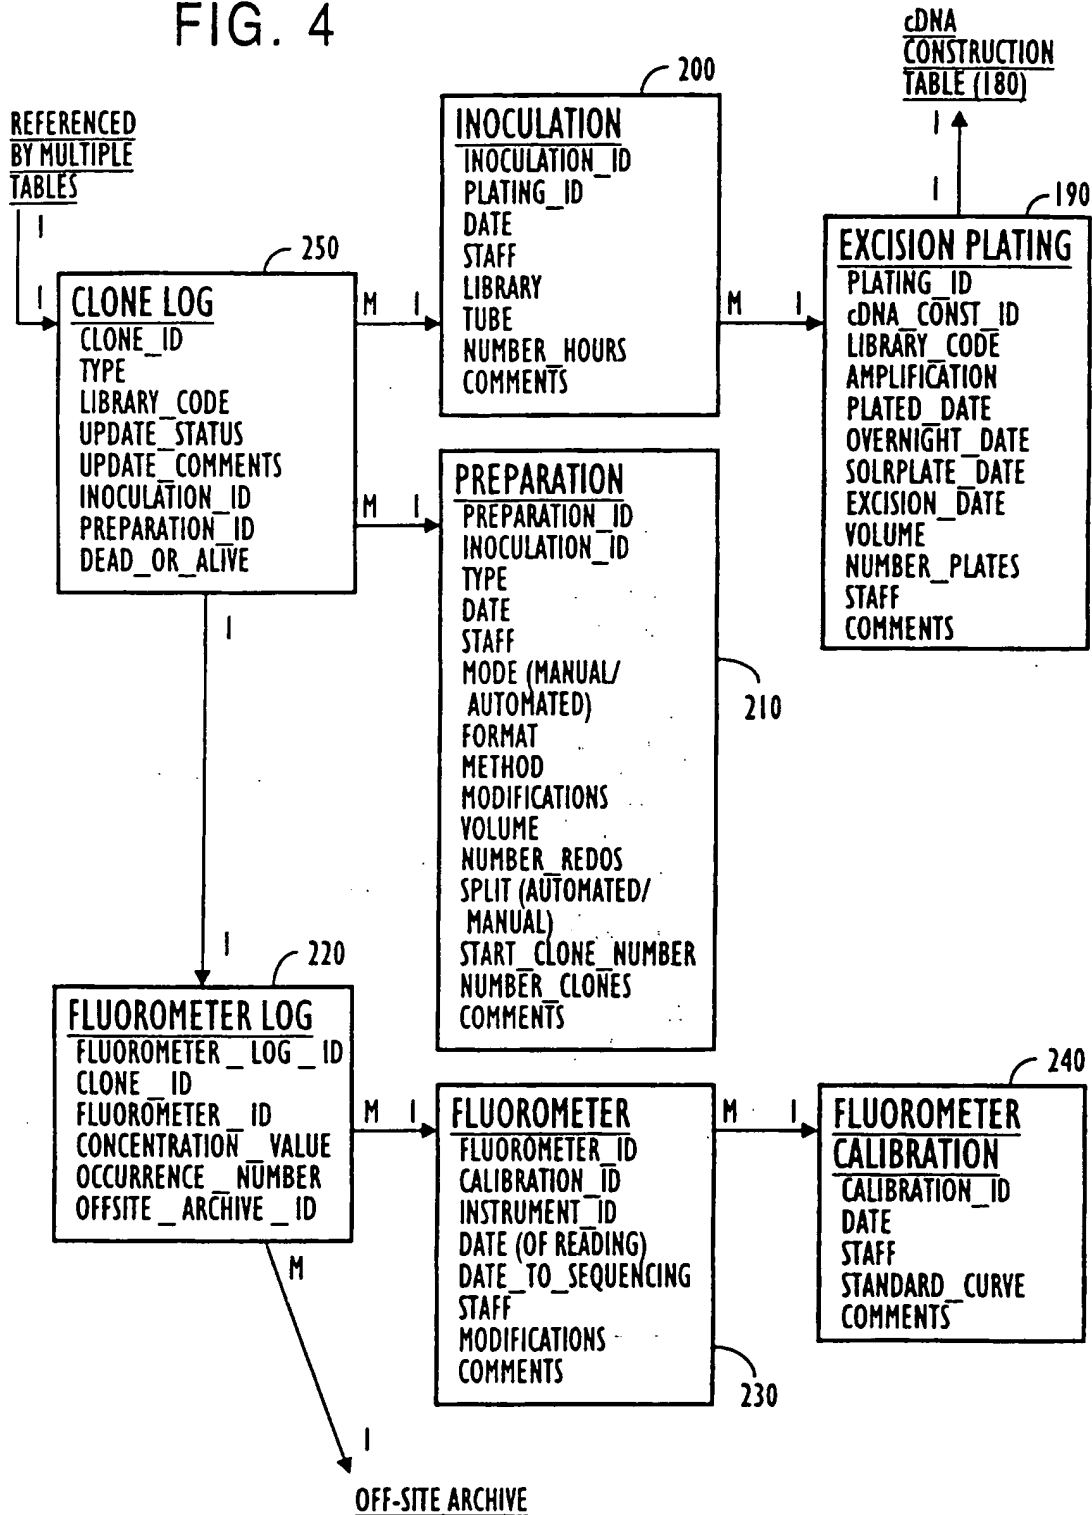 FIG. 4
cDNA
CONSTRUCTION
TABLE (180)
1
1
REFERENCED
BY MULTIPLE
TABLES
1
1
250
CLONE LOG
CLONE_ID
TYPE
LIBRARY_CODE
UPDATE_STATUS
UPDATE_COMMENTS
INOCULATION_ID
PREPARATION_ID
DEAD_OR_ALIVE
M 1
M 1
1
1
200
INOCULATION
INOCULATION_ID
PLATING_ID
DATE
STAFF
LIBRARY
TUBE
NUMBER_HOURS
COMMENTS
M 1
190
EXCISION PLATING
PLATING_ID
cDNA_CONST_ID
LIBRARY_CODE
AMPLIFICATION
PLATED_DATE
OVERNIGHT_DATE
SOLRPLATE_DATE
EXCISION_DATE
VOLUME
NUMBER_PLATES
STAFF
COMMENTS
PREPARATION
PREPARATION_ID
INOCULATION_ID
TYPE
DATE
STAFF
MODE (MANUAL/
AUTOMATED)
FORMAT
METHOD
MODIFICATIONS
VOLUME
NUMBER_REDOS
SPLIT (AUTOMATED/
MANUAL)
START_CLONE_NUMBER
NUMBER_CLONES
COMMENTS
210
220
FLUOROMETER LOG
FLUOROMETER_LOG_ID
CLONE_ID
FLUOROMETER_ID
CONCENTRATION_VALUE
OCCURRENCE_NUMBER
OFFSITE_ARCHIVE_ID
M 1
M
1
OFF-SITE ARCHIVE
FLUOROMETER
FLUOROMETER_ID
CALIBRATION_ID
INSTRUMENT_ID
DATE (OF READING)
DATE_TO_SEQUENCING
STAFF
MODIFICATIONS
COMMENTS
230
M 1
240
FLUOROMETER
CALIBRATION
CALIBRATION_ID
DATE
STAFF
STANDARD_CURVE
COMMENTS